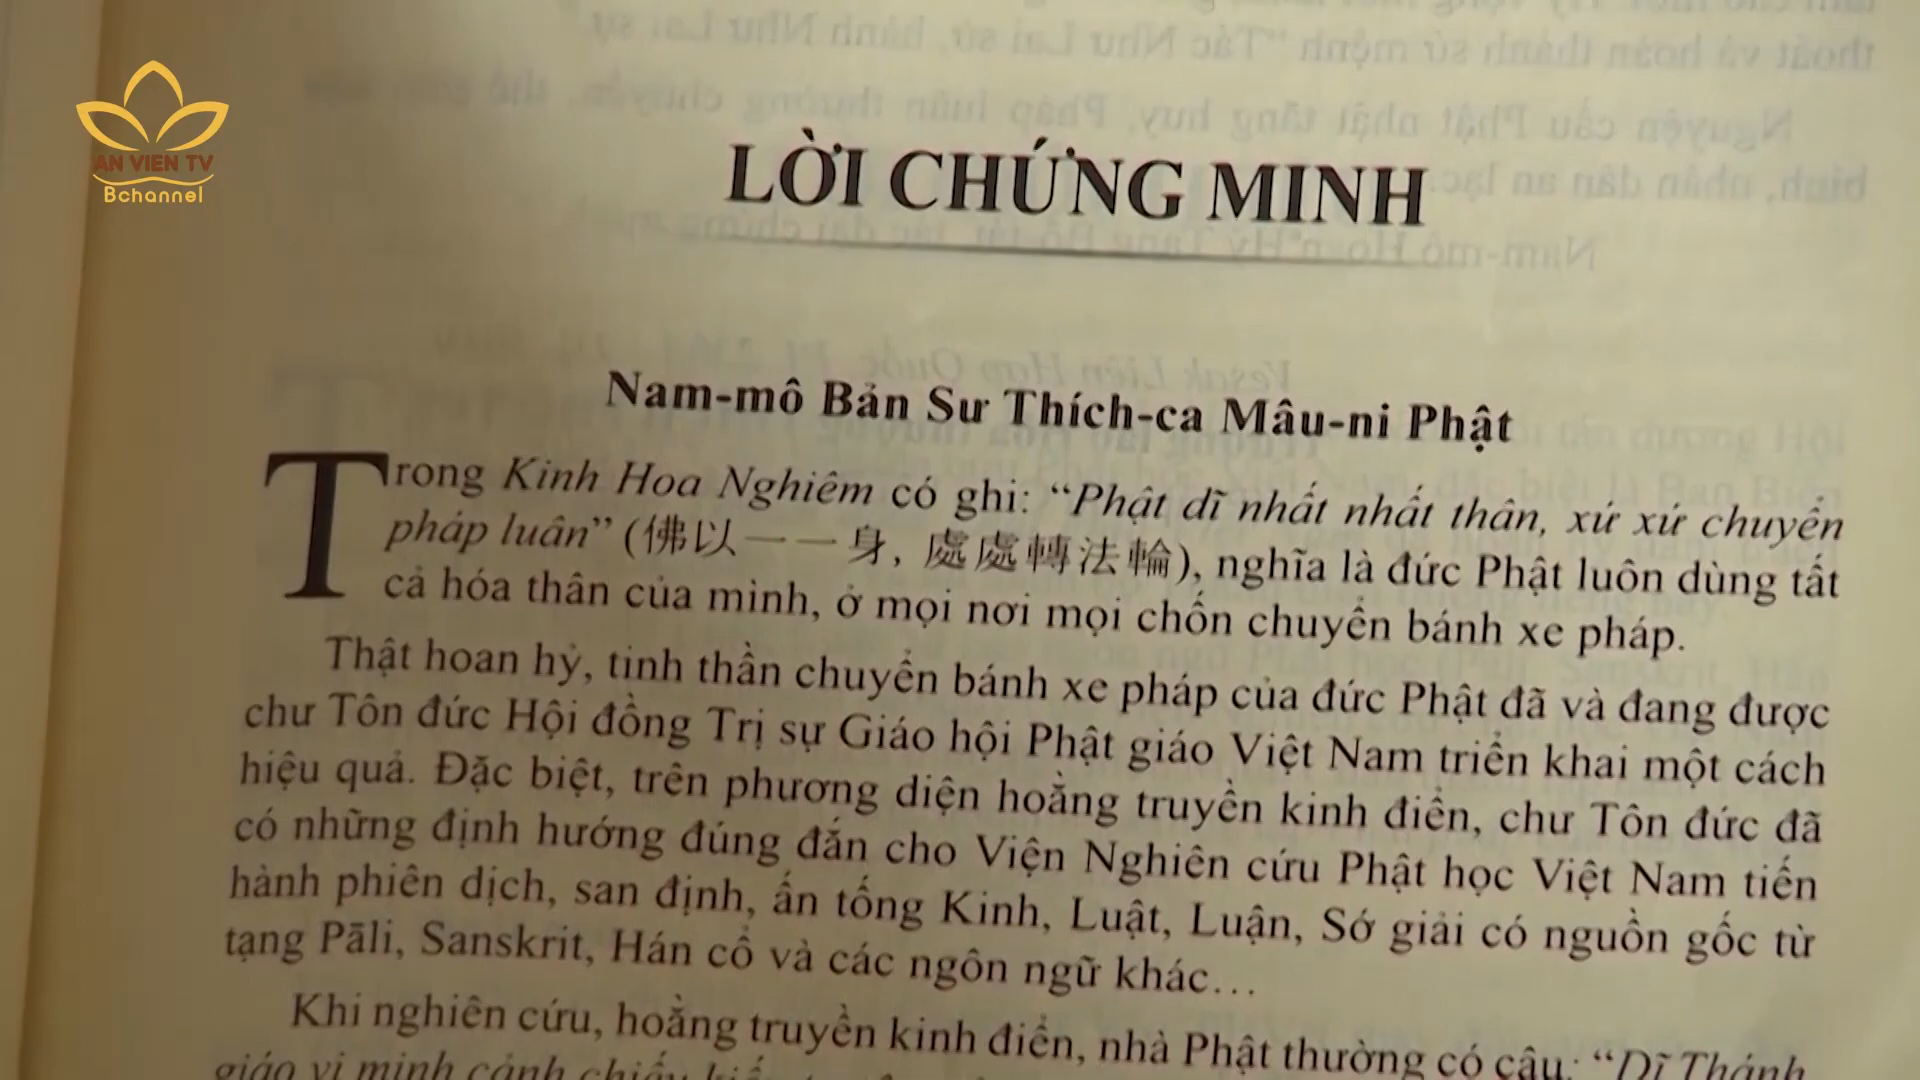 AN VIEN TV
Bchannel
LỜI CHỨNG MINH
Nam-mô Bản Sư Thích-ca Mâu-ni Phật
Trong Kinh Hoa Nghiêm có ghi: “Phật dĩ nhất nhất thân, xứ xứ chuyển
pháp luân” (佛以一一身, 處處轉法輪), nghĩa là đức Phật luôn dùng tất
cả hóa thân của mình, ở mọi nơi mọi chốn chuyển bánh xe pháp.
Thật hoan hỷ, tinh thần chuyển bánh xe pháp của đức Phật đã và đang được
chư Tôn đức Hội đồng Trị sự Giáo hội Phật giáo Việt Nam triển khai một cách
hiệu quả. Đặc biệt, trên phương diện hoằng truyền kinh điển, chư Tôn đức đã
có những định hướng đúng đắn cho Viện Nghiên cứu Phật học Việt Nam tiến
hành phiên dịch, san định, ấn tống Kinh, Luật, Luận, Sớ giải có nguồn gốc từ
tạng Pāli, Sanskrit, Hán cổ và các ngôn ngữ khác…
Khi nghiên cứu, hoằng truyền kinh điển, nhà Phật thường có câu: “Dĩ Thánh
giáo vi minh cảnh chiếu kiến